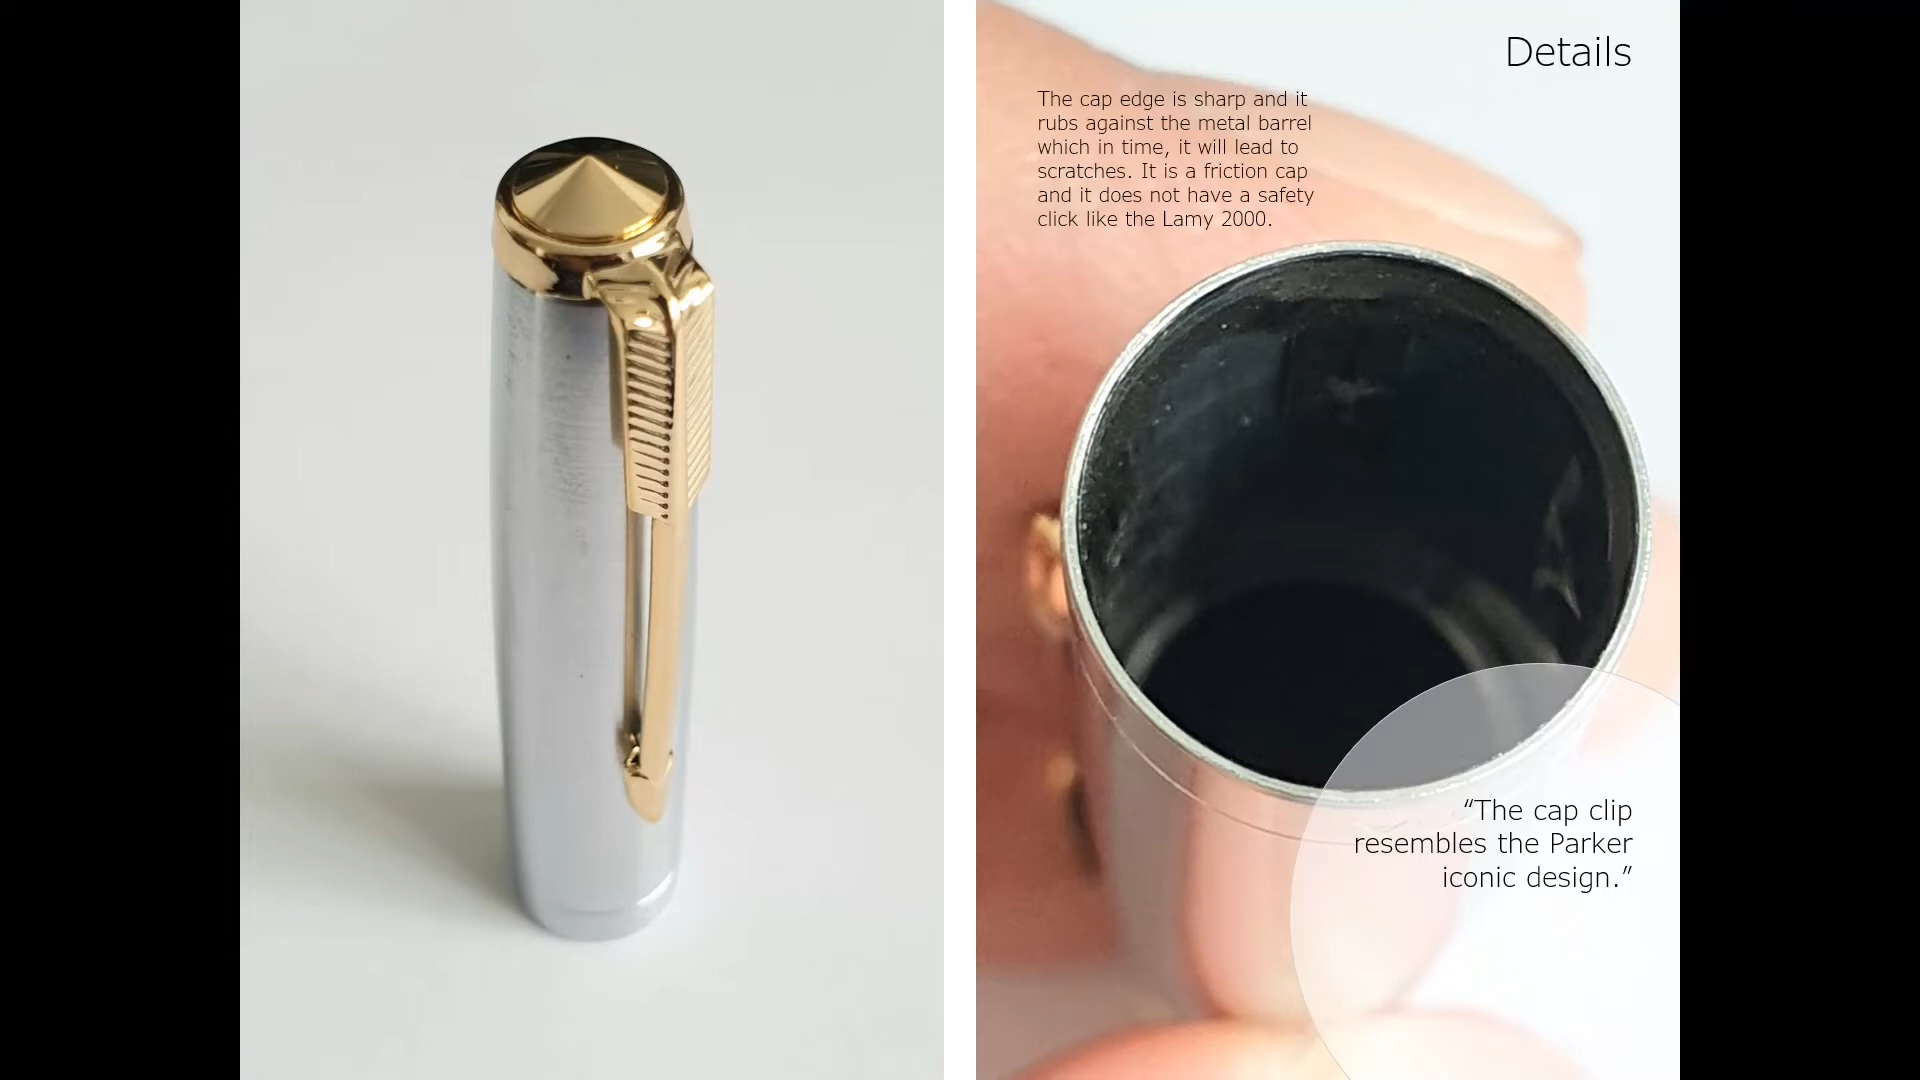 Details
The cap edge is sharp and it
rubs against the metal barrel
which in time, it will lead to
scratches. It is a friction cap
and it does not have a safety
click like the Lamy 2000.
“The cap clip
resembles the Parker
iconic design.”